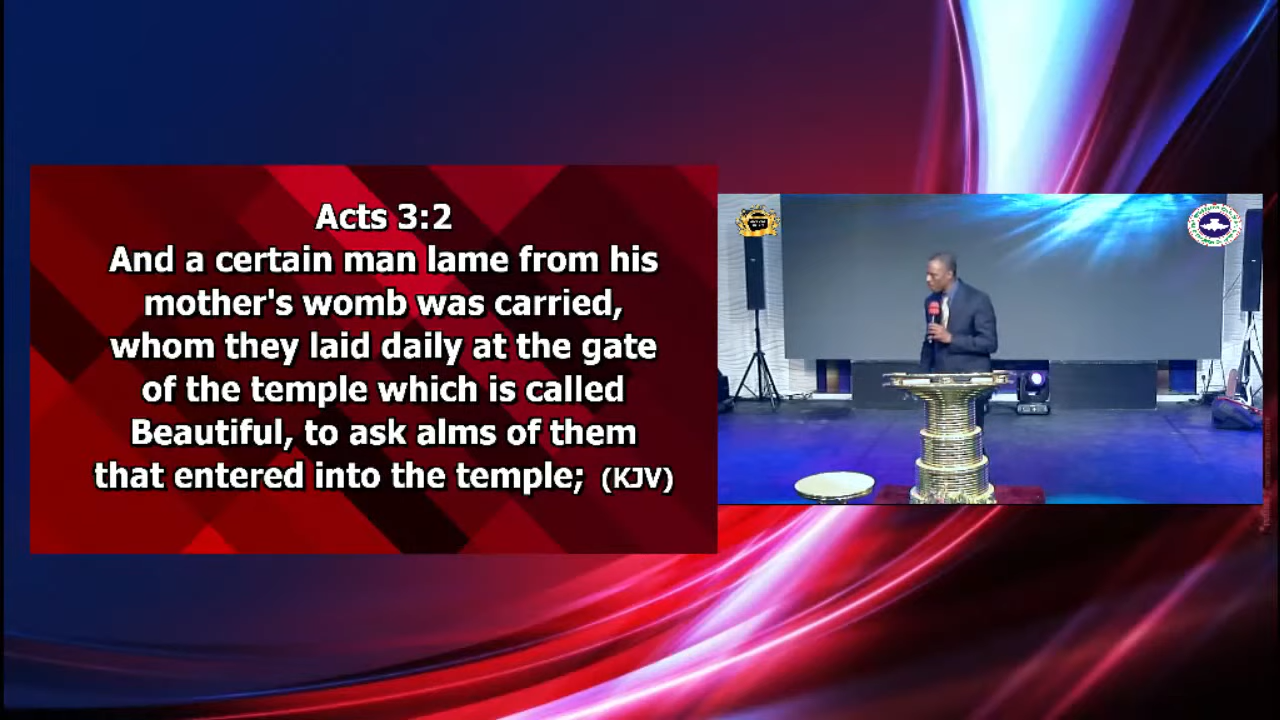 Acts 3:2
And a certain man lame from his
mother's womb was carried,
whom they laid daily at the gate
of the temple which is called
Beautiful, to ask alms of them
that entered into the temple; (KJV)